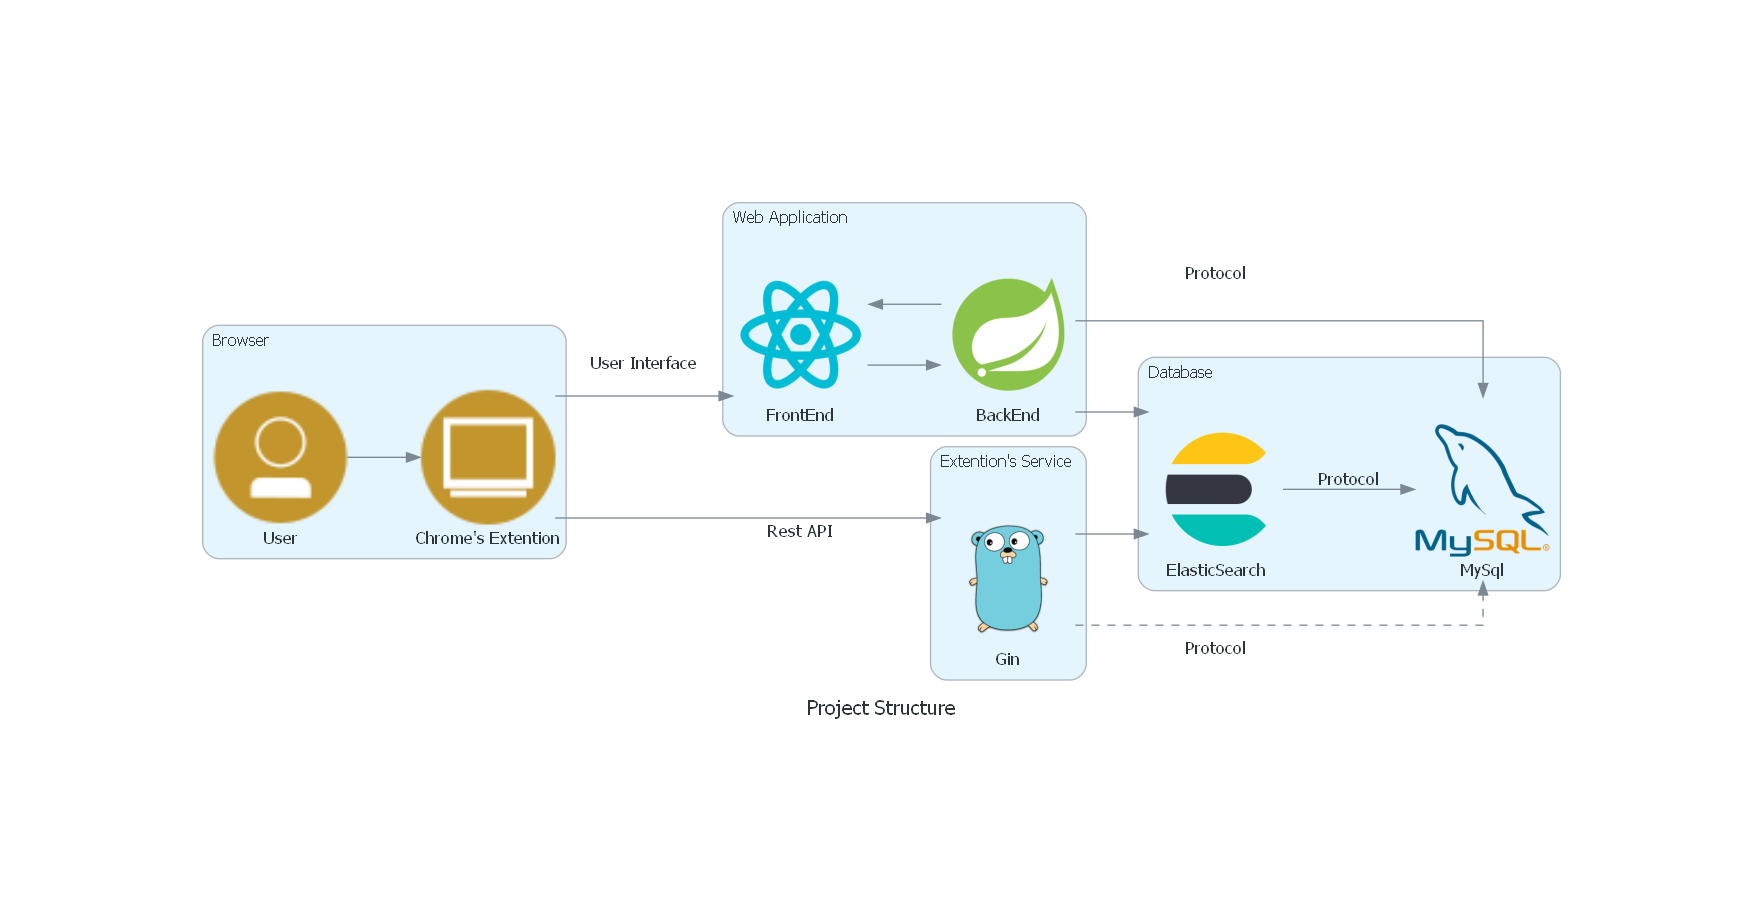 Web Application
Protocol
FrontEnd
BackEnd
Browser
User Interface
User
Chrome's Extention
Rest API
Extention's Service
Gin
Database
ElasticSearch
Protocol
MySQL®
MySql
Protocol
Project Structure